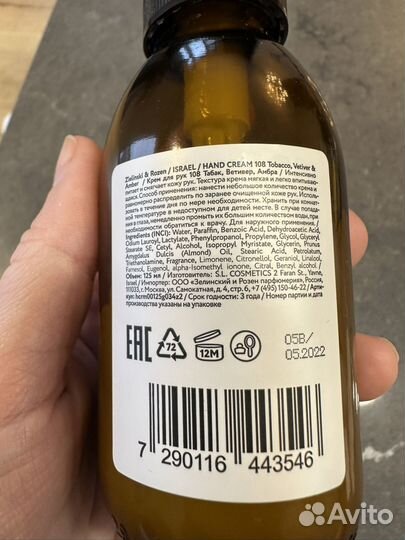 Zielinski & Rozen / ISRAEL / HAND CREAM 108 Tobacco, Vetiver &
Amber / Крем для рук 108 Табак, Ветивер, Амбра / Интенсивно
питает и смягчает кожу рук. Текстура крема мягкая и легко впитываю-
щаяся. Способ применения: нанести небольшое количество крема и
равномерно распределить по заранее очищенной коже рук. Исполь-
зовать в течение дня по мере необходимости. Хранить при комнат-
ной температуре в недоступном для детей месте. В случае попада-
ния в глаза, немедленно промыть их большим количеством воды, при
необходимости обратиться к врачу. Для наружного применения. /
Ingredients (INCI): Water, Paraffin, Benzoic Acid, Dehydroacetic Acid,
Odium Lauroyl, Lactylate, Phenylpropanol, Propylene, Glycol, Glyceryl
Stearate SE, Cetyl, Alcohol, Isopropyl Myristate, Glycerin, Prunus
Amygdalus Dulcis (Almond) Oil, Stearic Acid, Petrolatum,
Triethanolamine, Fragrance, Limonene, Citronellol, Geraniol, Linalool,
Farnesol, Eugenol, alpha-Isomethyl ionone, Citral, Benzyl alcohol /
Объем: 125 мл / Изготовитель: S.L. COSMETICS 2 Faran St., Yavne,
Israel / Импортер: ООО «Зелинский и Розен парфюмерия», Россия,
111033, г. Москва, ул. Самокатная, д. 4, стр. 6, +7 (495) 150-46-22 / Арти-
кул: hsrm00125g034z2 / Срок годности: 3 года / Номер партии и дата
производства указаны на упаковке
EAC 72 12M
05B/
05.2022
7 290116 443546
Avito